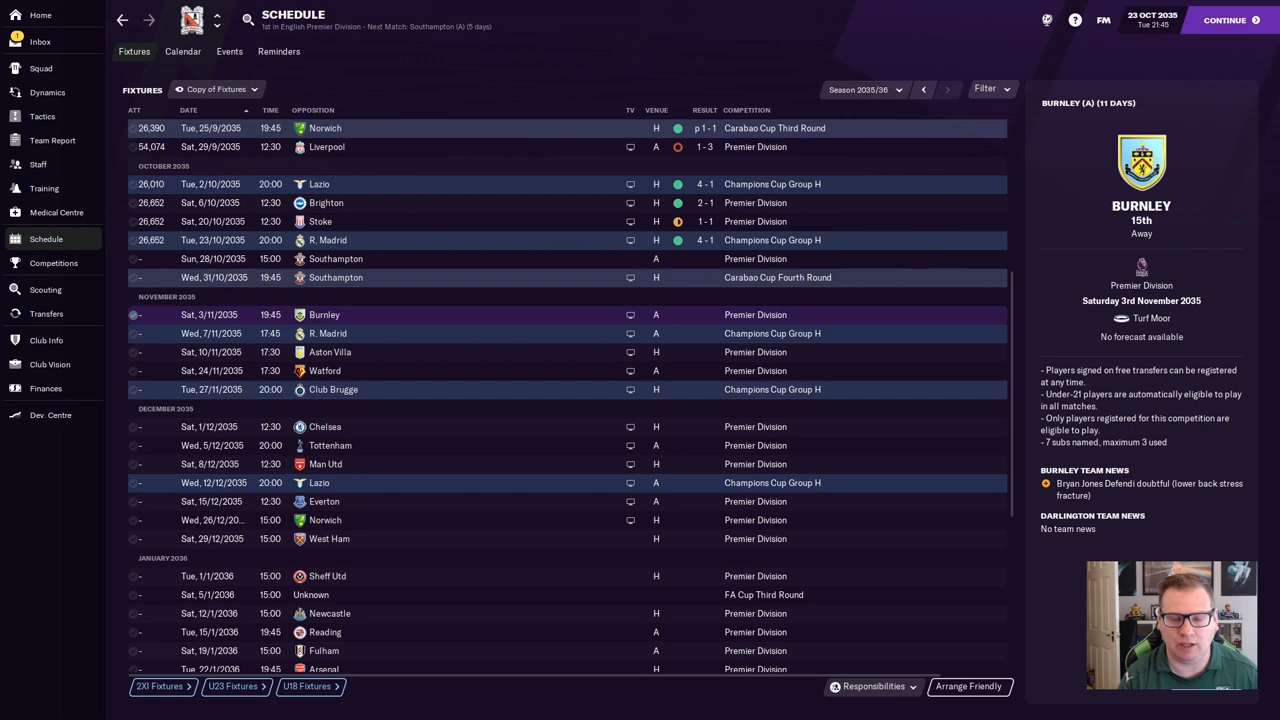 Home
SCHEDULE
1st in English Premier Division - Next Match: Southampton (A) (5 days)
FM
23 OCT 2035
Tue 21:45
CONTINUE
1
Inbox
Squad
Dynamics
Tactics
Team Report
Staff
Training
Medical Centre
Schedule
Competitions
Scouting
Transfers
Club Info
Club Vision
Finances
Dev. Centre
Fixtures Calendar Events Reminders
FIXTURES Copy of Fixtures Season 2035/36 Filter
ATT DATE TIME OPPOSITION TV VENUE RESULT COMPETITION
26,390 Tue, 25/9/2035 19:45 Norwich H p 1 - 1 Carabao Cup Third Round
54,074 Sat, 29/9/2035 12:30 Liverpool A 1 - 3 Premier Division
OCTOBER 2035
26,010 Tue, 2/10/2035 20:00 Lazio H 4 - 1 Champions Cup Group H
26,652 Sat, 6/10/2035 12:30 Brighton H 2 - 1 Premier Division
26,652 Sat, 20/10/2035 12:30 Stoke H 1 - 1 Premier Division
26,652 Tue, 23/10/2035 20:00 R. Madrid H 4 - 1 Champions Cup Group H
- Sun, 28/10/2035 15:00 Southampton A Premier Division
- Wed, 31/10/2035 19:45 Southampton H Carabao Cup Fourth Round
NOVEMBER 2035
- Sat, 3/11/2035 19:45 Burnley A Premier Division
- Wed, 7/11/2035 17:45 R. Madrid A Champions Cup Group H
- Sat, 10/11/2035 17:30 Aston Villa H Premier Division
- Sat, 24/11/2035 17:30 Watford A Premier Division
- Tue, 27/11/2035 20:00 Club Brugge H Champions Cup Group H
DECEMBER 2035
- Sat, 1/12/2035 12:30 Chelsea H Premier Division
- Wed, 5/12/2035 20:00 Tottenham A Premier Division
- Sat, 8/12/2035 12:30 Man Utd H Premier Division
- Wed, 12/12/2035 20:00 Lazio A Champions Cup Group H
- Sat, 15/12/2035 12:30 Everton A Premier Division
- Wed, 26/12/20... 15:00 Norwich H Premier Division
- Sat, 29/12/2035 15:00 West Ham H Premier Division
JANUARY 2036
- Tue, 1/1/2036 15:00 Sheff Utd H Premier Division
- Sat, 5/1/2036 15:00 Unknown FA Cup Third Round
- Sat, 12/1/2036 15:00 Newcastle H Premier Division
- Tue, 15/1/2036 19:45 Reading A Premier Division
- Sat, 19/1/2036 15:00 Fulham A Premier Division
- Tue, 22/1/2036 19:45 Arsenal H Premier Division
2XI Fixtures U23 Fixtures U18 Fixtures Responsibilities Arrange Friendly
BURNLEY (A) (11 DAYS)
BURNLEY
15th
Away
Premier Division
Saturday 3rd November 2035
Turf Moor
No forecast available
- Players signed on free transfers can be registered
at any time.
- Under-21 players are automatically eligible to play
in all matches.
- Only players registered for this competition are
eligible to play.
- 7 subs named, maximum 3 used
BURNLEY TEAM NEWS
Bryan Jones Defendi doubtful (lower back stress
fracture)
DARLINGTON TEAM NEWS
No team news